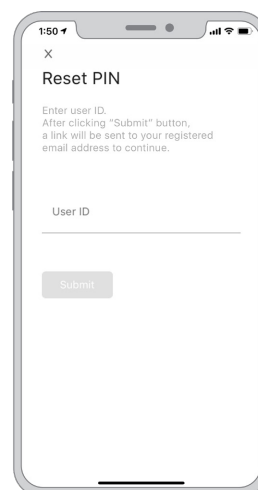 1:50
X
Reset PIN
Enter user ID.
After clicking “Submit” button,
a link will be sent to your registered
email address to continue.
User ID
Submit